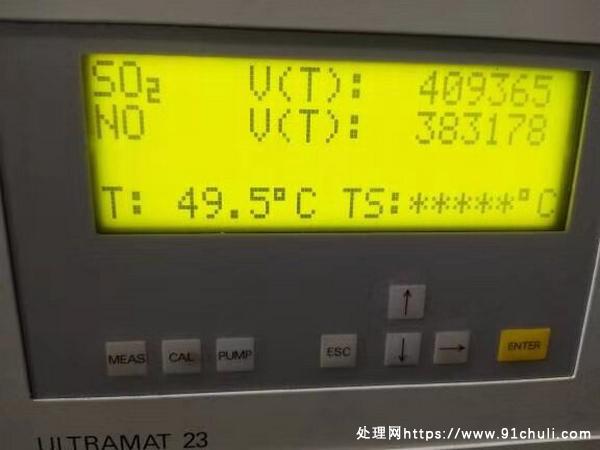 SO₂ V(T): 409365
NO V(T): 383178
T: 49.5°C TS:*****°C
↑
MEAS CAL PUMP ESC ↓ → ENTER
ULTRAMAT 23
处理网https://www.91chuli.com/